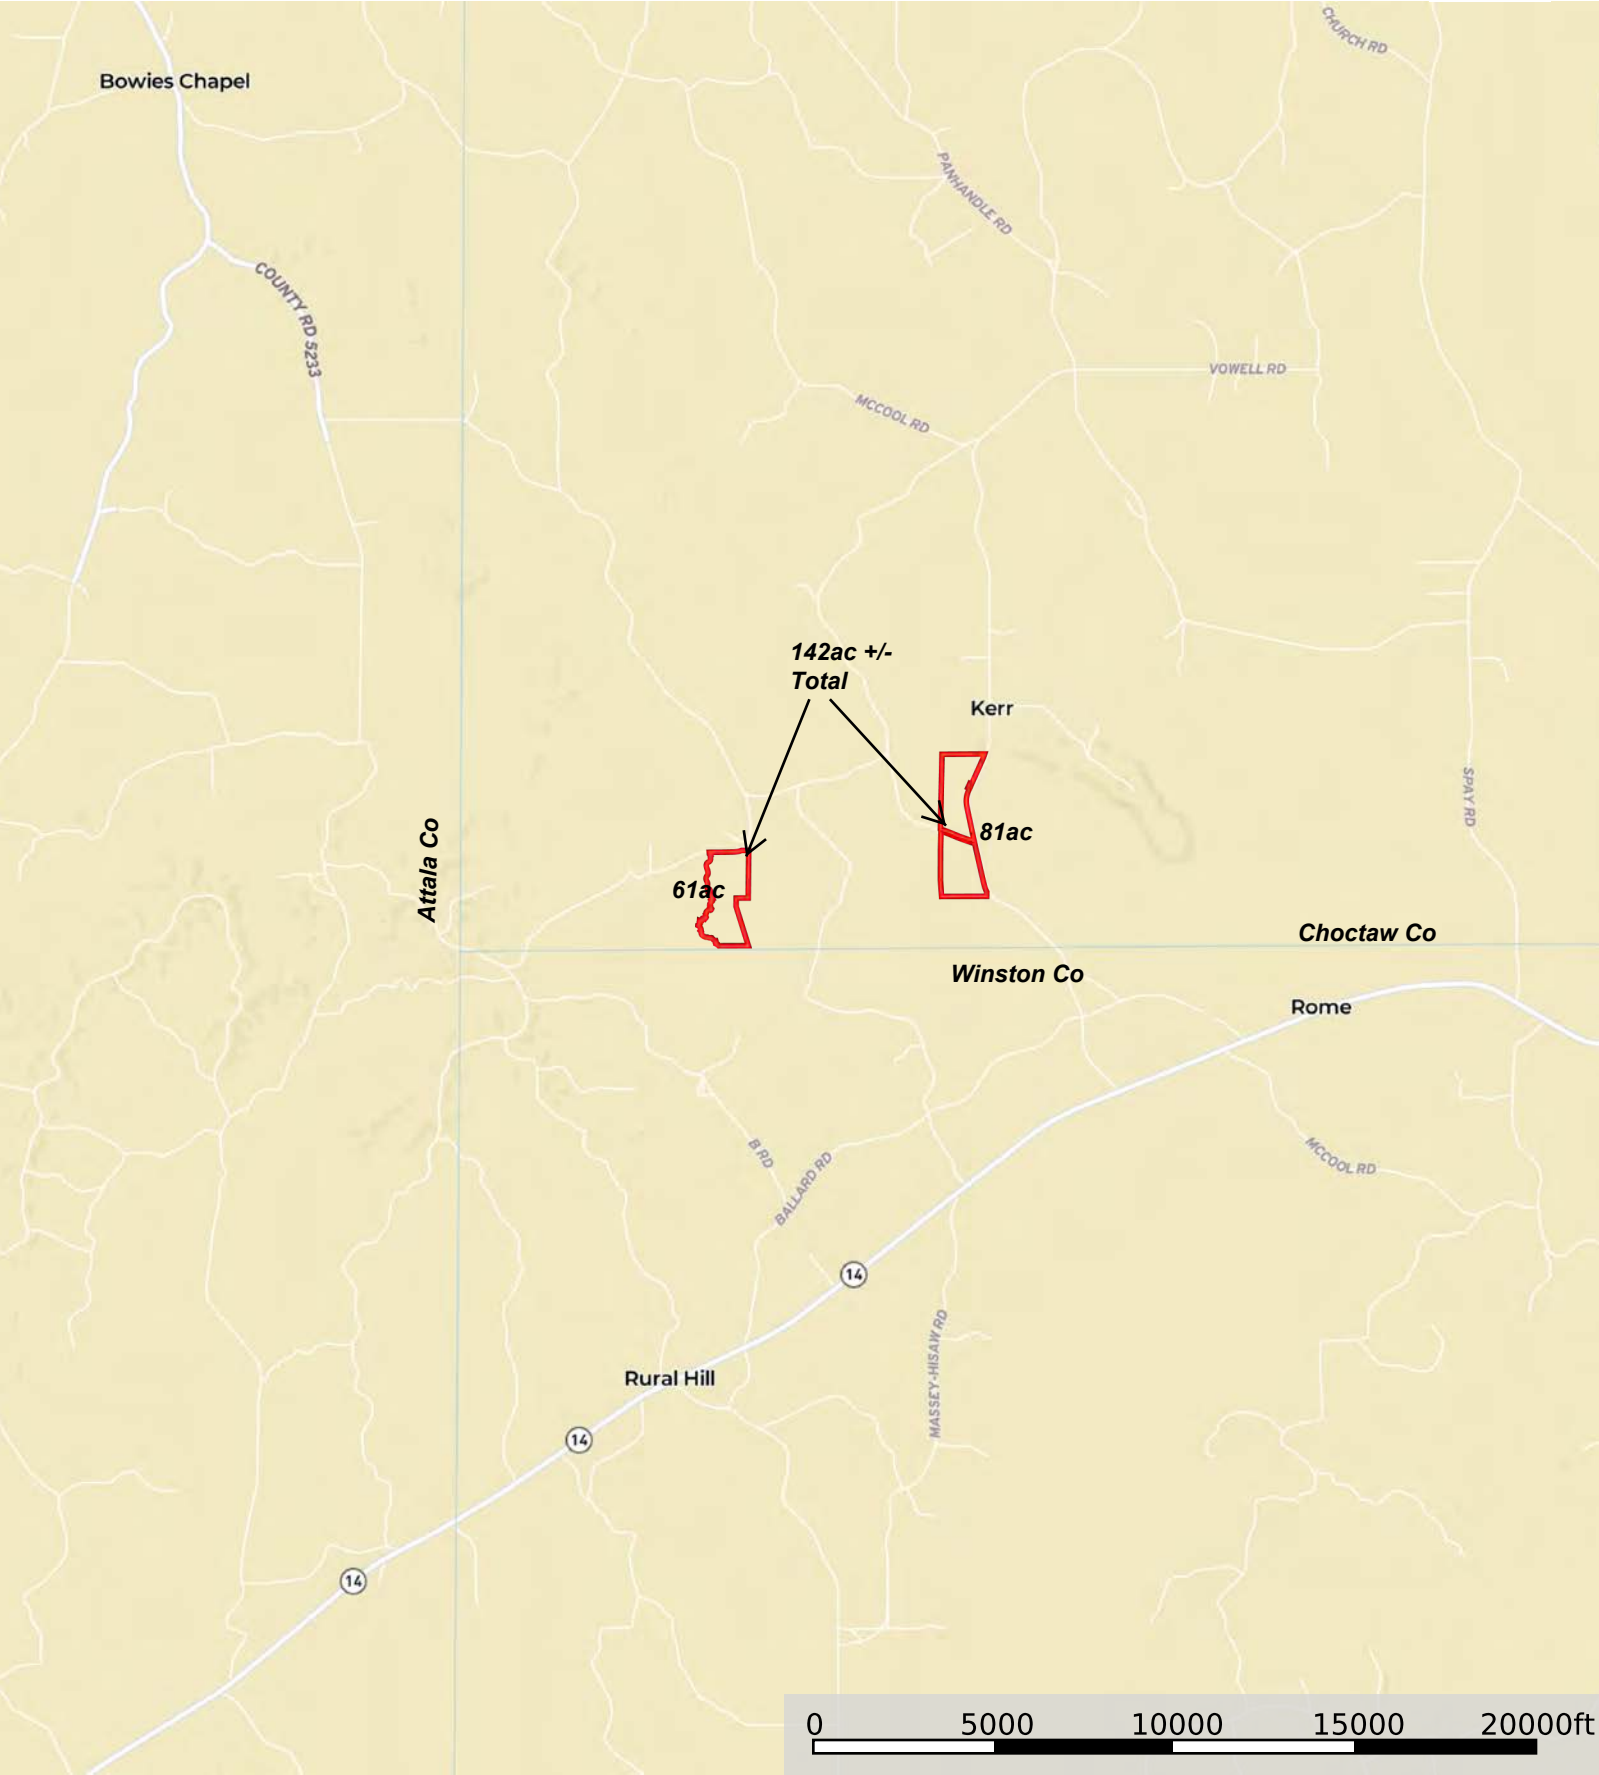 CHURCH RD
Bowies Chapel
PANHANDLE RD
COUNTY RD 5233
VOWELL RD
MCCOOL RD
142ac +/-
Total
Kerr
SPAY RD
81ac
Attala Co
61ac
Choctaw Co
Winston Co
Rome
B RD
BALLARD RD
MCCOOL RD
14
MASSEY-HISAW RD
Rural Hill
14
14
0 5000 10000 15000 20000ft